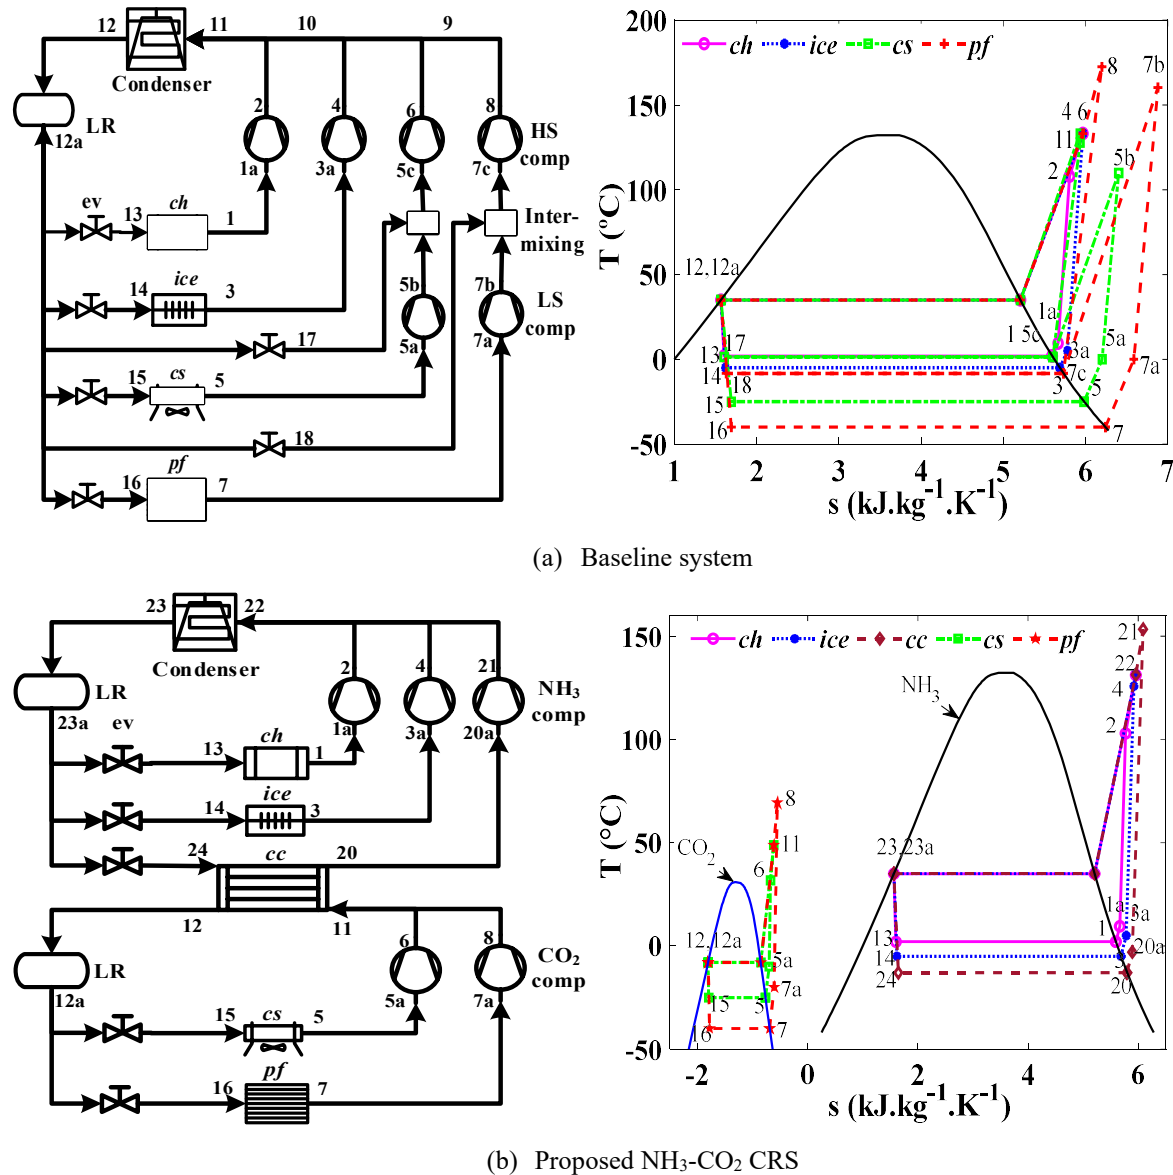 12
11
10
9
Condenser
LR
12a
2
4
6
8
HS
comp
1a
3a
5c
7c
ev
13
ch
1
Inter-
mixing
14
ice
3
5b
7b
LS
comp
17
5a
7a
15
cs
5
18
pf
16
7
T (°C)
200
150
100
50
0
-50
ch
ice
cs
pf
8
7b
4 6
11
2
5b
12,12a
1a
1 5c
5a
3a
7a
13 17
7c
14
18
3
5
15
16
7
1 2 3 4 5 6 7
s (kJ.kg⁻¹.K⁻¹)
(a) Baseline system
23
22
Condenser
LR
23a
2
4
21
NH₃
comp
1a
3a
20a
ev
13
ch
1
14
ice
3
24
cc
20
12
11
LR
12a
6
8
CO₂
comp
5a
7a
15
cs
5
16
pf
7
T (°C)
150
100
50
0
-50
ch
ice
cc
cs
pf
21
22
4
2
NH₃
8
CO₂
11
6
23,23a
12, 12a
5a
7a
15
5
16
7
1a
3a
1
13
14
3
20a
24
20
-2 0 2 4 6
s (kJ.kg⁻¹.K⁻¹)
(b) Proposed NH₃-CO₂ CRS